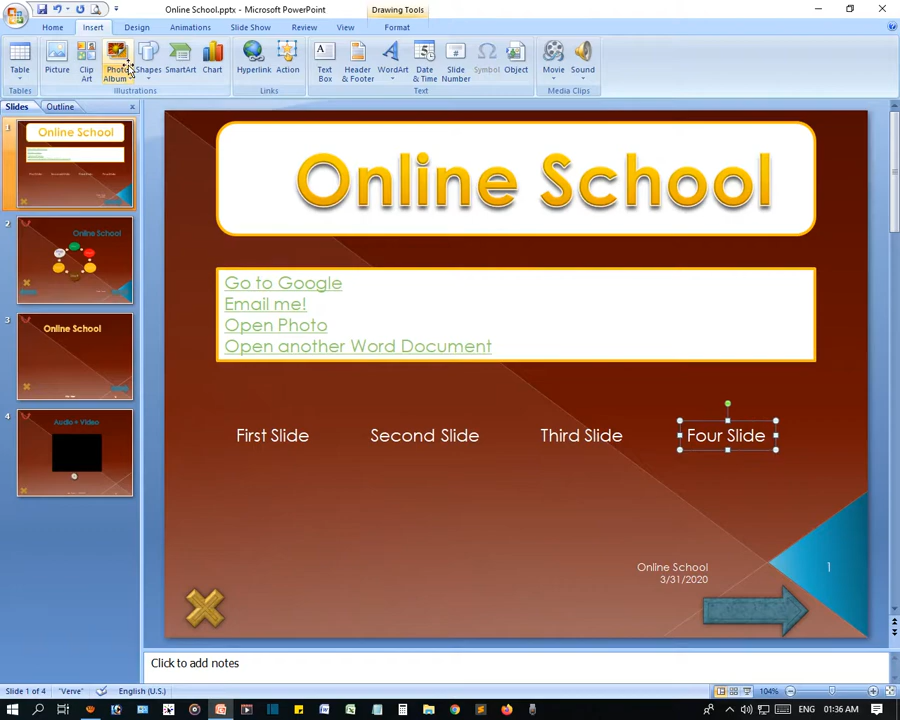 Online School.pptx - Microsoft PowerPoint
Drawing Tools
Home Insert Design Animations Slide Show Review View Format
Table Picture Clip Art Photo Album Shapes SmartArt Chart Hyperlink Action Text Box Header & Footer WordArt Date & Time Slide Number Symbol Object Movie Sound
Tables Illustrations Links Text Media Clips
Slides Outline
1
Online School
2
Online School
3
Online School
4
Audio + Video
Online School
Go to Google
Email me!
Open Photo
Open another Word Document
First Slide Second Slide Third Slide Four Slide
Online School
3/31/2020
1
Click to add notes
Slide 1 of 4 "Verve" English (U.S.) 104%
ENG 01:36 AM